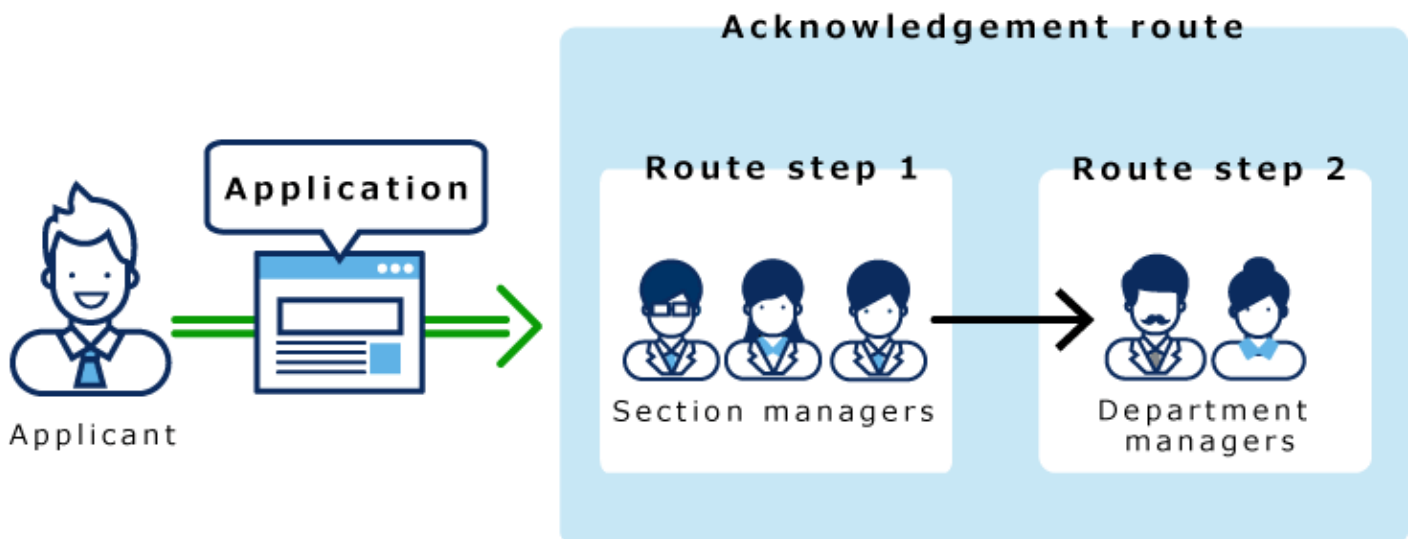 Acknowledgement route
Application
Applicant
Route step 1
Section managers
Route step 2
Department
managers